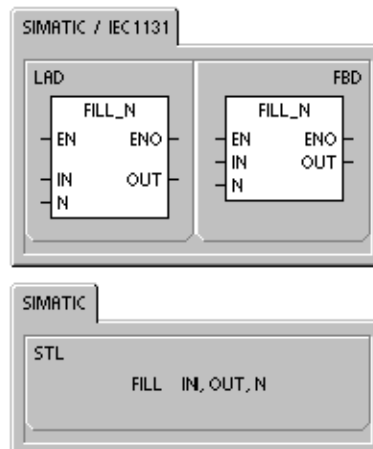 SIMATIC / IEC1131
LAD
FBD
FILL_N
EN ENO
IN OUT
N
FILL_N
EN ENO
IN OUT
N
SIMATIC
STL
FILL IN, OUT, N